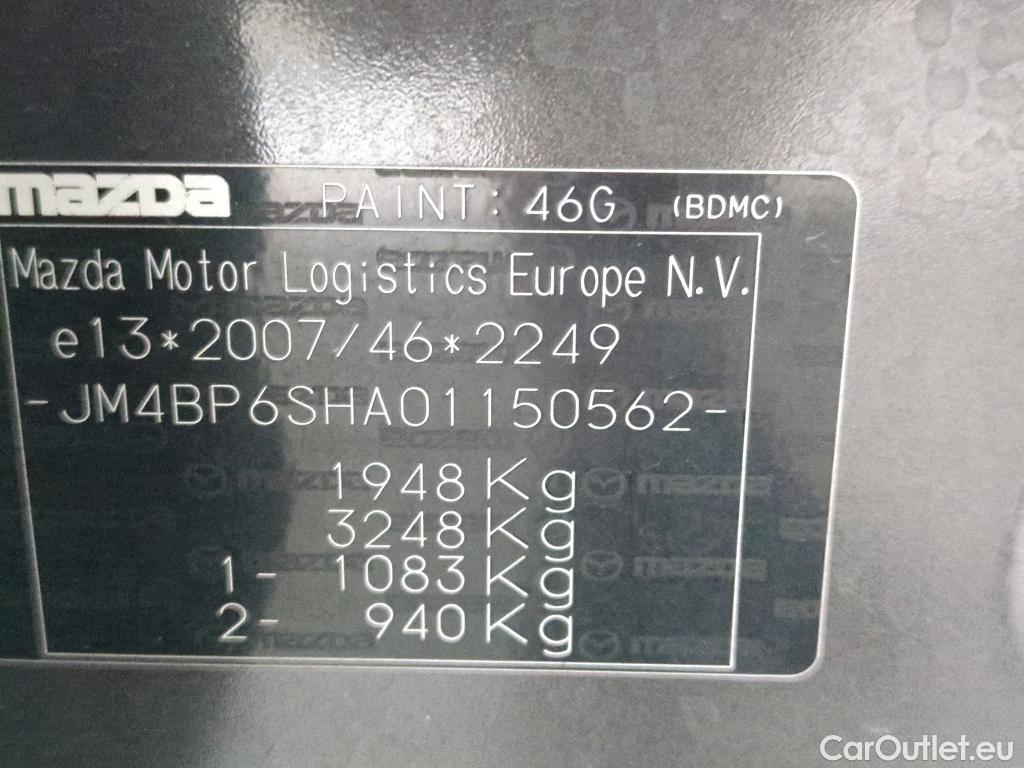 mazda PAINT: 46G (BDMC)
Mazda Motor Logistics Europe N.V.
e13*2007/46*2249
-JM4BP6SHA01150562-
1948 Kg
3248 Kg
1- 1083 Kg
2- 940 Kg
CarOutlet.eu